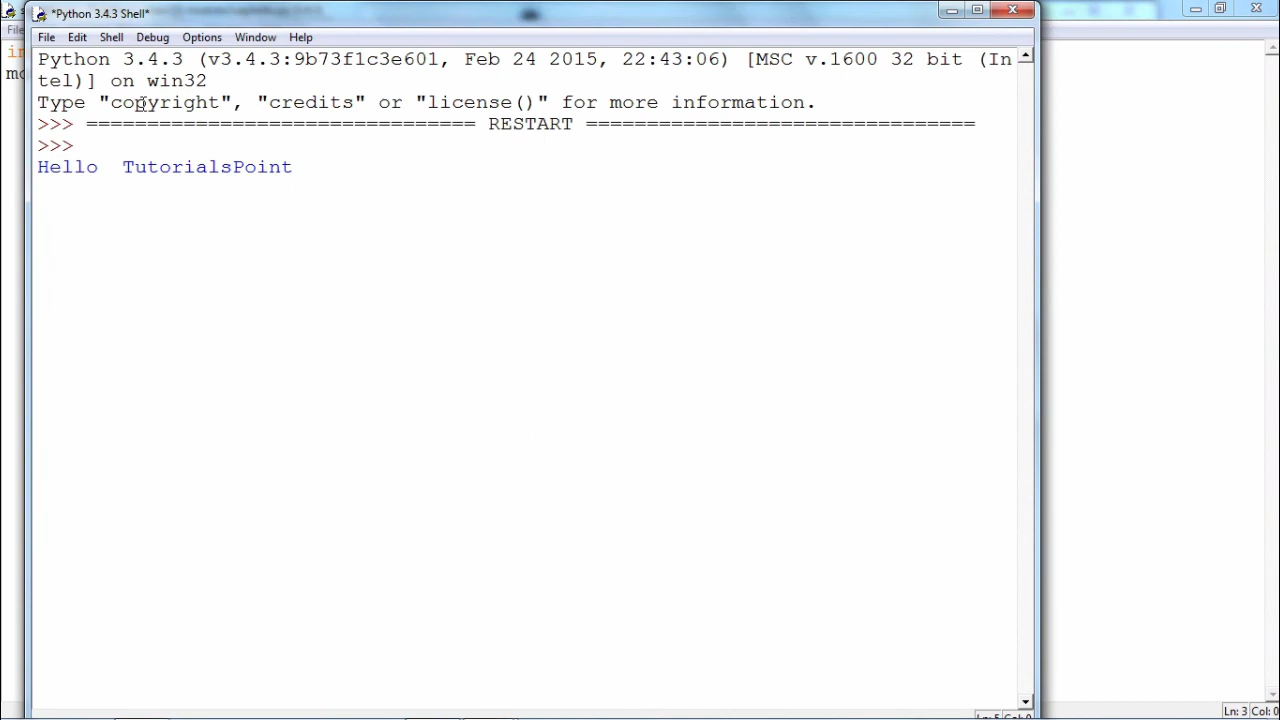 *Python 3.4.3 Shell*
File Edit Shell Debug Options Window Help
Python 3.4.3 (v3.4.3:9b73f1c3e601, Feb 24 2015, 22:43:06) [MSC v.1600 32 bit (In
tel)] on win32
Type "copyright", "credits" or "license()" for more information.
>>> ================================ RESTART ================================
>>>
Hello  TutorialsPoint
Ln: 3 Col: 0